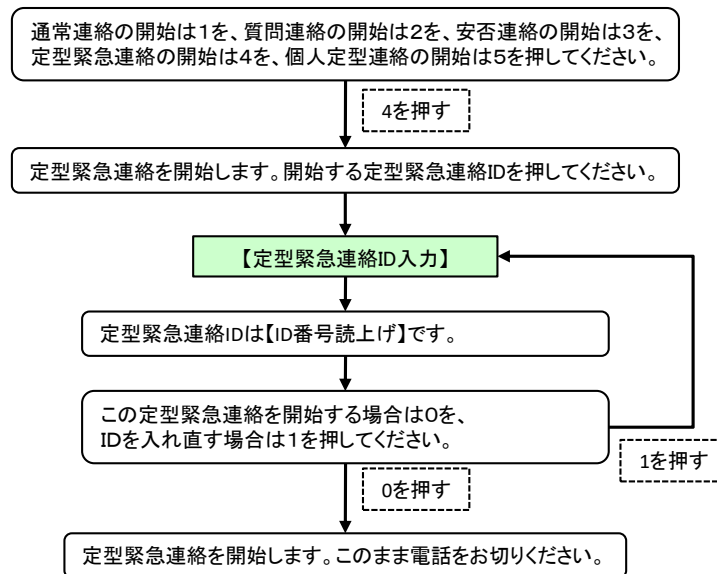 通常連絡の開始は1を、質問連絡の開始は2を、安否連絡の開始は3を、
定型緊急連絡の開始は4を、個人定型連絡の開始は5を押してください。
4を押す
定型緊急連絡を開始します。開始する定型緊急連絡IDを押してください。
【定型緊急連絡ID入力】
定型緊急連絡IDは【ID番号読上げ】です。
この定型緊急連絡を開始する場合は0を、
IDを入れ直す場合は1を押してください。
1を押す
0を押す
定型緊急連絡を開始します。このまま電話をお切りください。